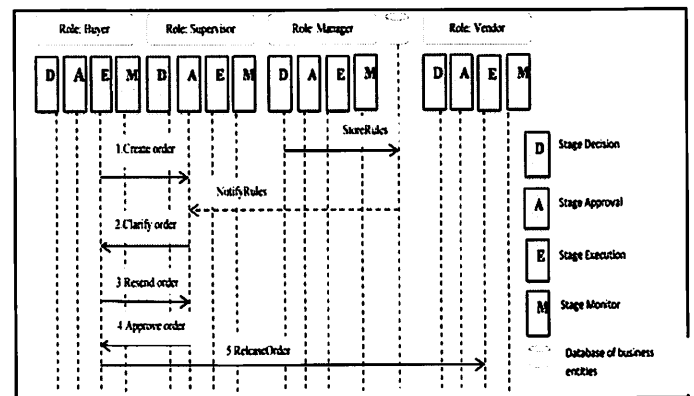 Role: Buyer Role: Supervisor Role: Manager Role: Vendor
D A E M D A E M D A E M D A E M
StoreRules
1.Create order
NotifyRules
2.Clarify order
3 Resend order
4 Approve order
5 ReleaseOrder
D Stage Decision
A Stage Approval
E Stage Execution
M Stage Monitor
Database of business
entities